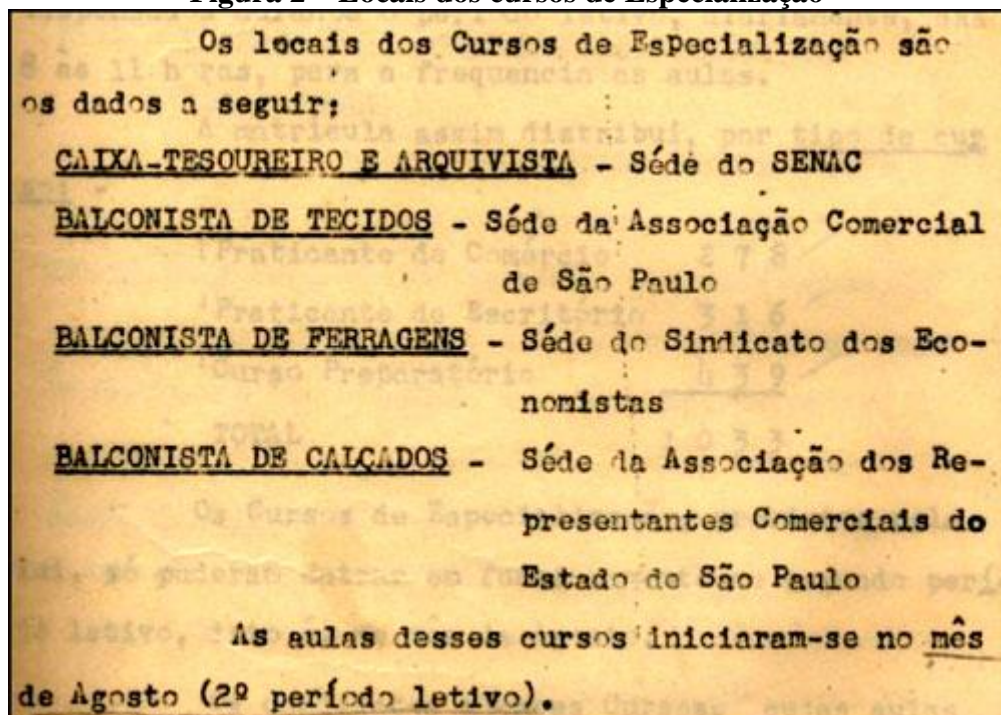 Figura 2 – Locais dos cursos de Especialização
Os locais dos Cursos de Especialização são
os dados a seguir:
CAIXA-TESOUREIRO E ARQUIVISTA - Séde do SENAC
BALCONISTA DE TECIDOS - Séde da Associação Comercial
de São Paulo
BALCONISTA DE FERRAGENS - Séde do Sindicato dos Eco-
nomistas
BALCONISTA DE CALÇADOS - Séde da Associação dos Re-
presentantes Comerciais do
Estado de São Paulo
As aulas desses cursos iniciaram-se no mês
de Agosto (2º período letivo).